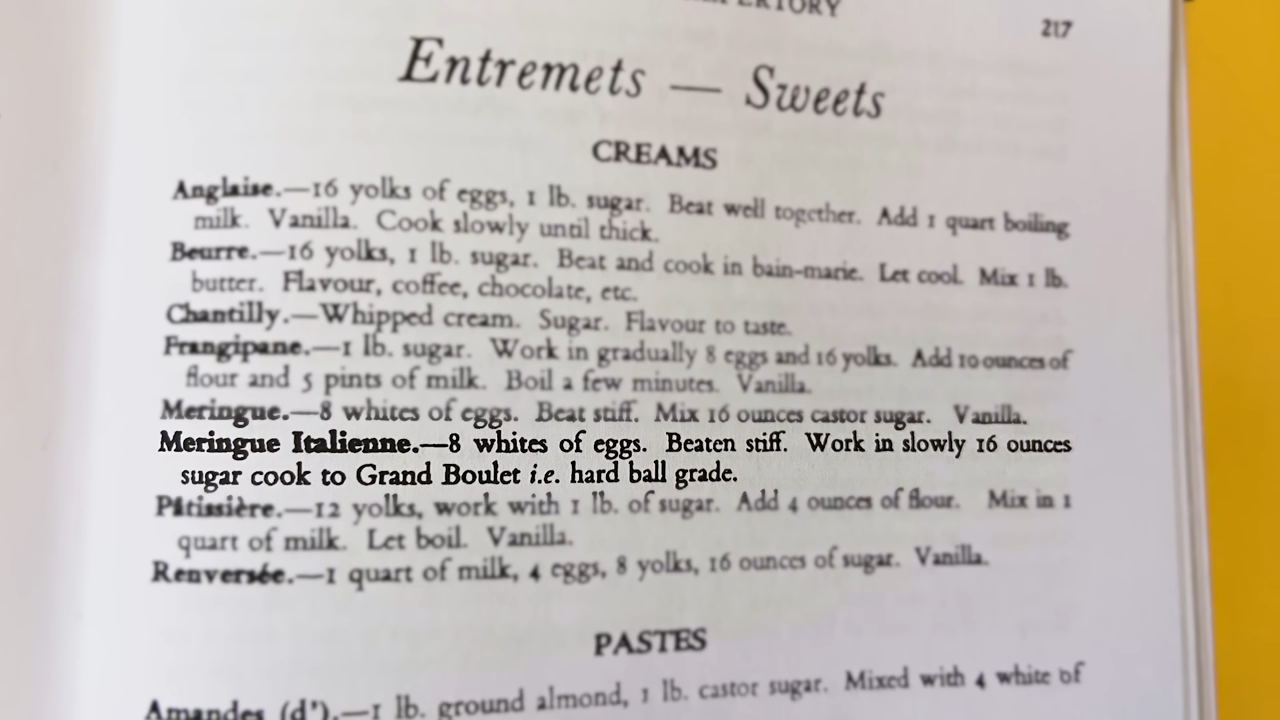 217
Entremets — Sweets
CREAMS
Anglaise.—16 yolks of eggs, 1 lb. sugar. Beat well together. Add 1 quart boiling
milk. Vanilla. Cook slowly until thick.
Beurre.—16 yolks, 1 lb. sugar. Beat and cook in bain-marie. Let cool. Mix 1 lb.
butter. Flavour, coffee, chocolate, etc.
Chantilly.—Whipped cream. Sugar. Flavour to taste.
Frangipane.—1 lb. sugar. Work in gradually 8 eggs and 16 yolks. Add 10 ounces of
flour and 5 pints of milk. Boil a few minutes. Vanilla.
Meringue.—8 whites of eggs. Beat stiff. Mix 16 ounces castor sugar. Vanilla.
Meringue Italienne.—8 whites of eggs. Beaten stiff. Work in slowly 16 ounces
sugar cook to Grand Boulet i.e. hard ball grade.
Pâtissière.—12 yolks, work with 1 lb. of sugar. Add 4 ounces of flour. Mix in 1
quart of milk. Let boil. Vanilla.
Renversée.—1 quart of milk, 4 eggs, 8 yolks, 16 ounces of sugar. Vanilla.
PASTES
Amandes (d').—1 lb. ground almond, 1 lb. castor sugar. Mixed with 4 white of